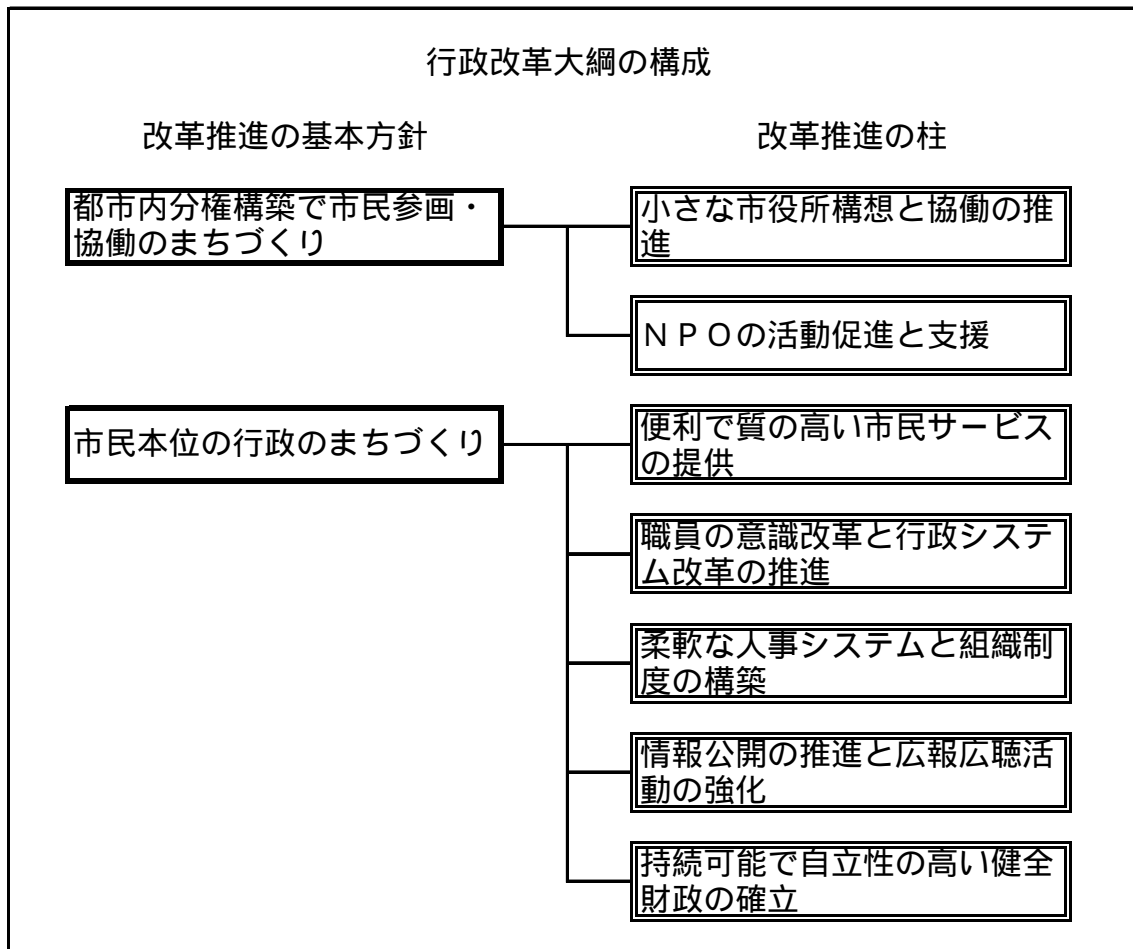 行政改革大綱の構成
改革推進の基本方針
改革推進の柱
都市内分権構築で市民参画・
協働のまちづくり
小さな市役所構想と協働の推
進
ＮＰＯの活動促進と支援
市民本位の行政のまちづくり
便利で質の高い市民サービス
の提供
職員の意識改革と行政システ
ム改革の推進
柔軟な人事システムと組織制
度の構築
情報公開の推進と広報広聴活
動の強化
持続可能で自立性の高い健全
財政の確立